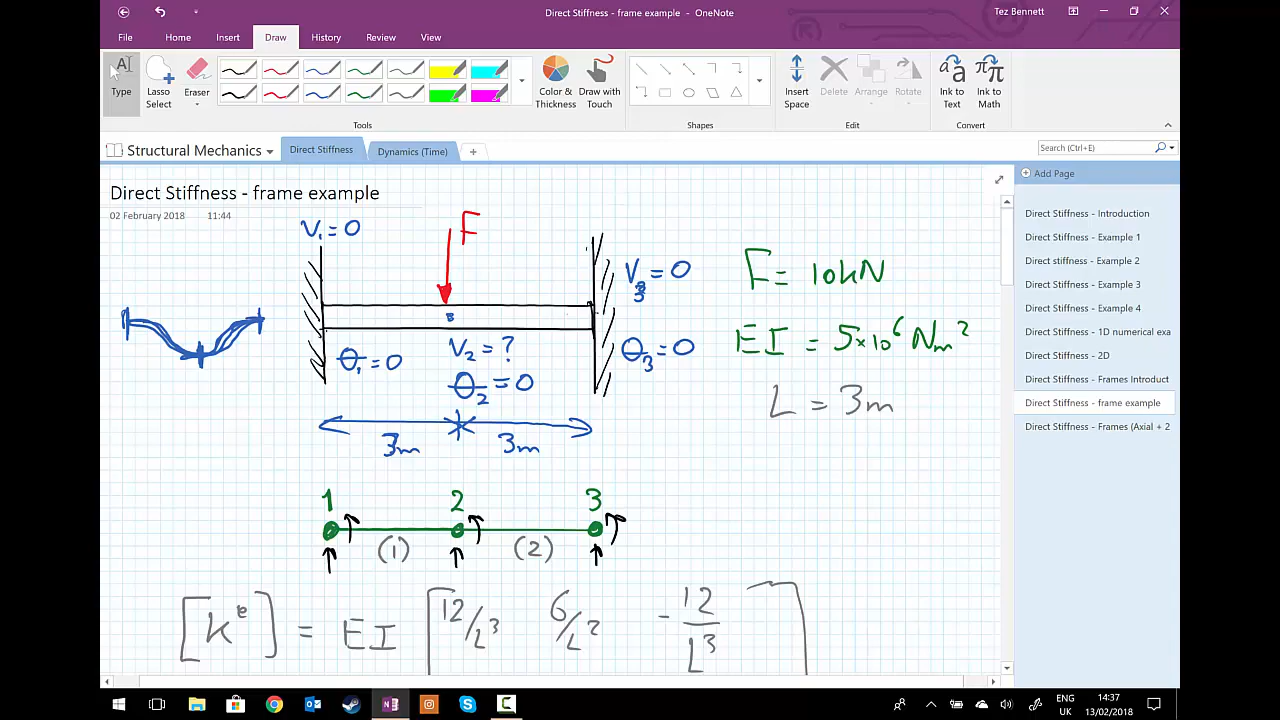 Direct Stiffness - frame example - OneNote
Tez Bennett
File Home Insert Draw History Review View
Type
Lasso Select
Eraser
Color & Thickness
Draw with Touch
Insert Space
Delete
Arrange
Rotate
Ink to Text
Ink to Math
Tools
Shapes
Edit
Convert
Structural Mechanics
Direct Stiffness
Dynamics (Time)
+
Search (Ctrl+E)
Add Page
Direct Stiffness - Introduction
Direct Stiffness - Example 1
Direct stiffness - Example 2
Direct Stiffness - Example 3
Direct Stiffness - Example 4
Direct Stiffness - 1D numerical exa
Direct Stiffness - 2D
Direct Stiffness - Frames Introduct
Direct Stiffness - frame example
Direct Stiffness - Frames (Axial + 2
Direct Stiffness - frame example
02 February 2018 11:44
V₁ = 0
F
V₃ = 0
F = 10kN
EI = 5×10⁶ Nm²
θ₁ = 0
V₂ = ?
θ₃ = 0
θ₂ = 0
L = 3m
3m 3m
1 2 3
(1) (2)
[Kᵉ] = EI [12/L³ 6/L² -12/L³ ]
ENG
UK
14:37
13/02/2018